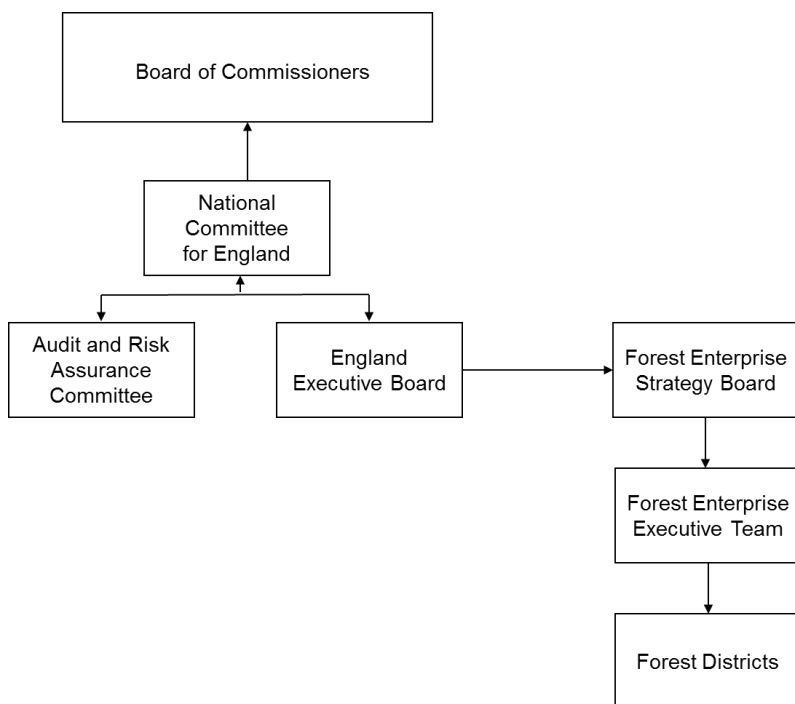 Board of Commissioners
National
Committee
for England
Audit and Risk
Assurance
Committee
England
Executive Board
Forest Enterprise
Strategy Board
Forest Enterprise
Executive Team
Forest Districts